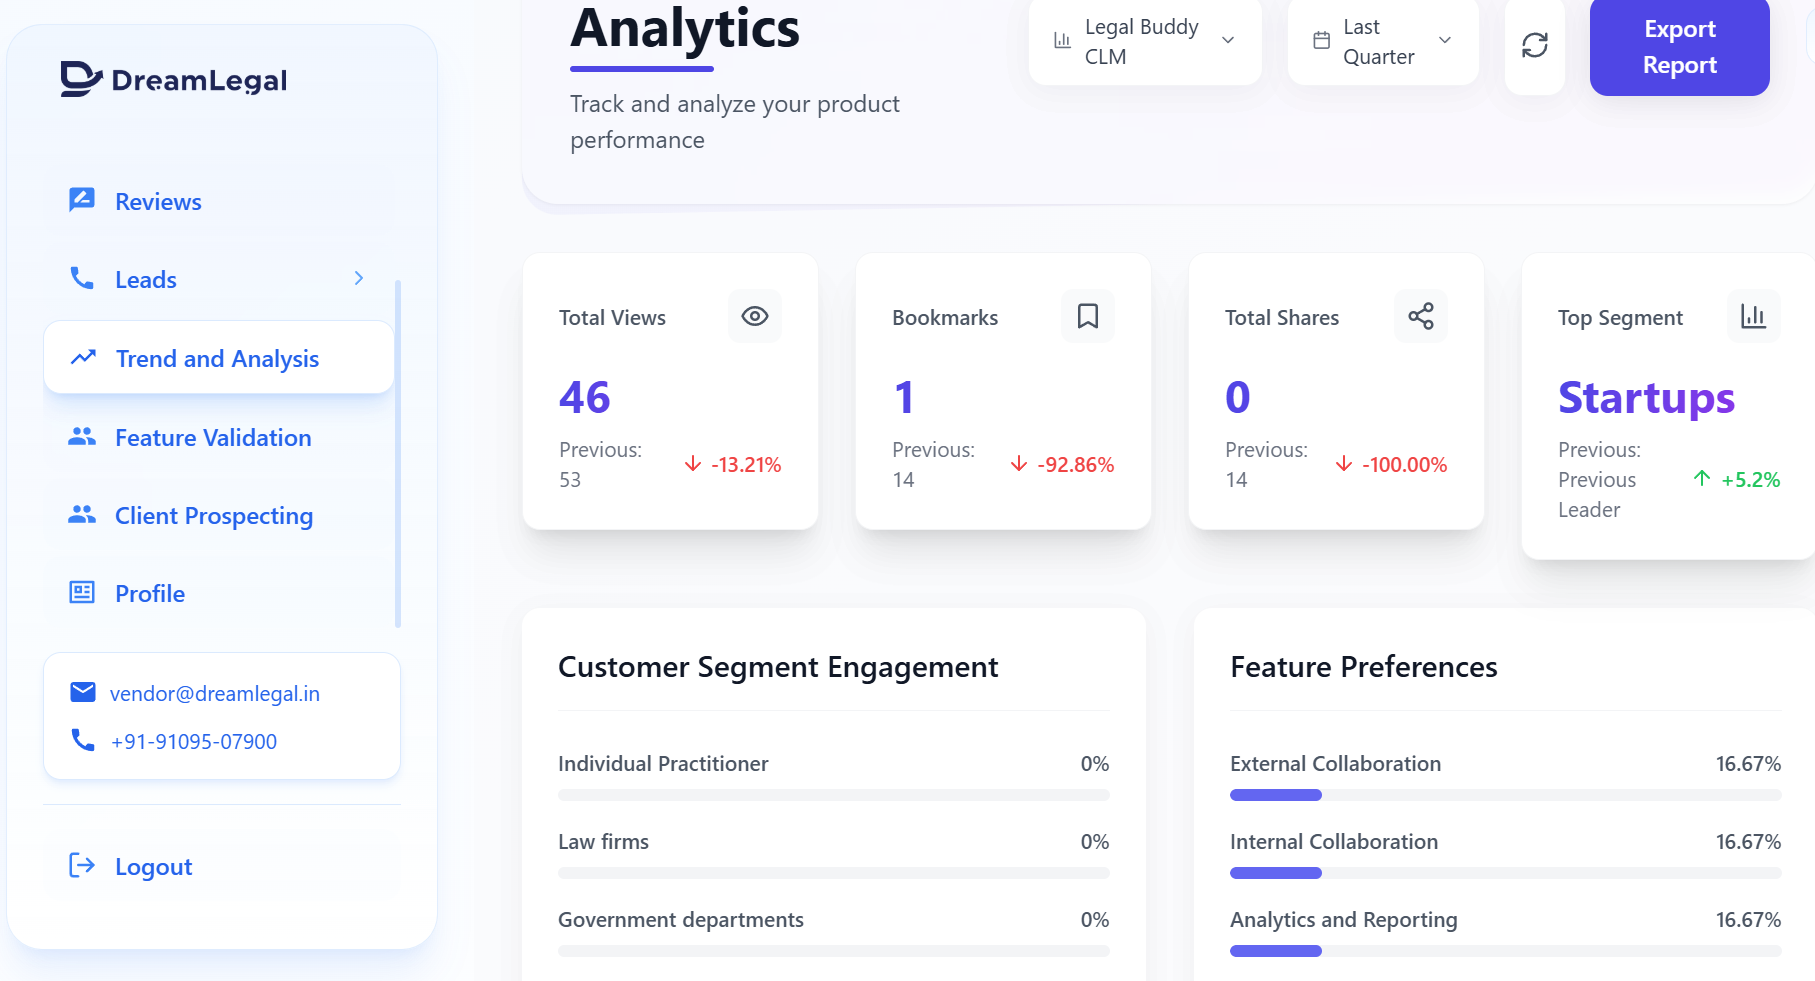 DreamLegal
Reviews
Leads
Trend and Analysis
Feature Validation
Client Prospecting
Profile
vendor@dreamlegal.in
+91-91095-07900
Logout
Analytics
Track and analyze your product
performance
Legal Buddy
CLM
Last
Quarter
Export
Report
Total Views
46
Previous:
53
-13.21%
Bookmarks
1
Previous:
14
-92.86%
Total Shares
0
Previous:
14
-100.00%
Top Segment
Startups
Previous:
Previous
Leader
+5.2%
Customer Segment Engagement
Individual Practitioner 0%
Law firms 0%
Government departments 0%
Feature Preferences
External Collaboration 16.67%
Internal Collaboration 16.67%
Analytics and Reporting 16.67%